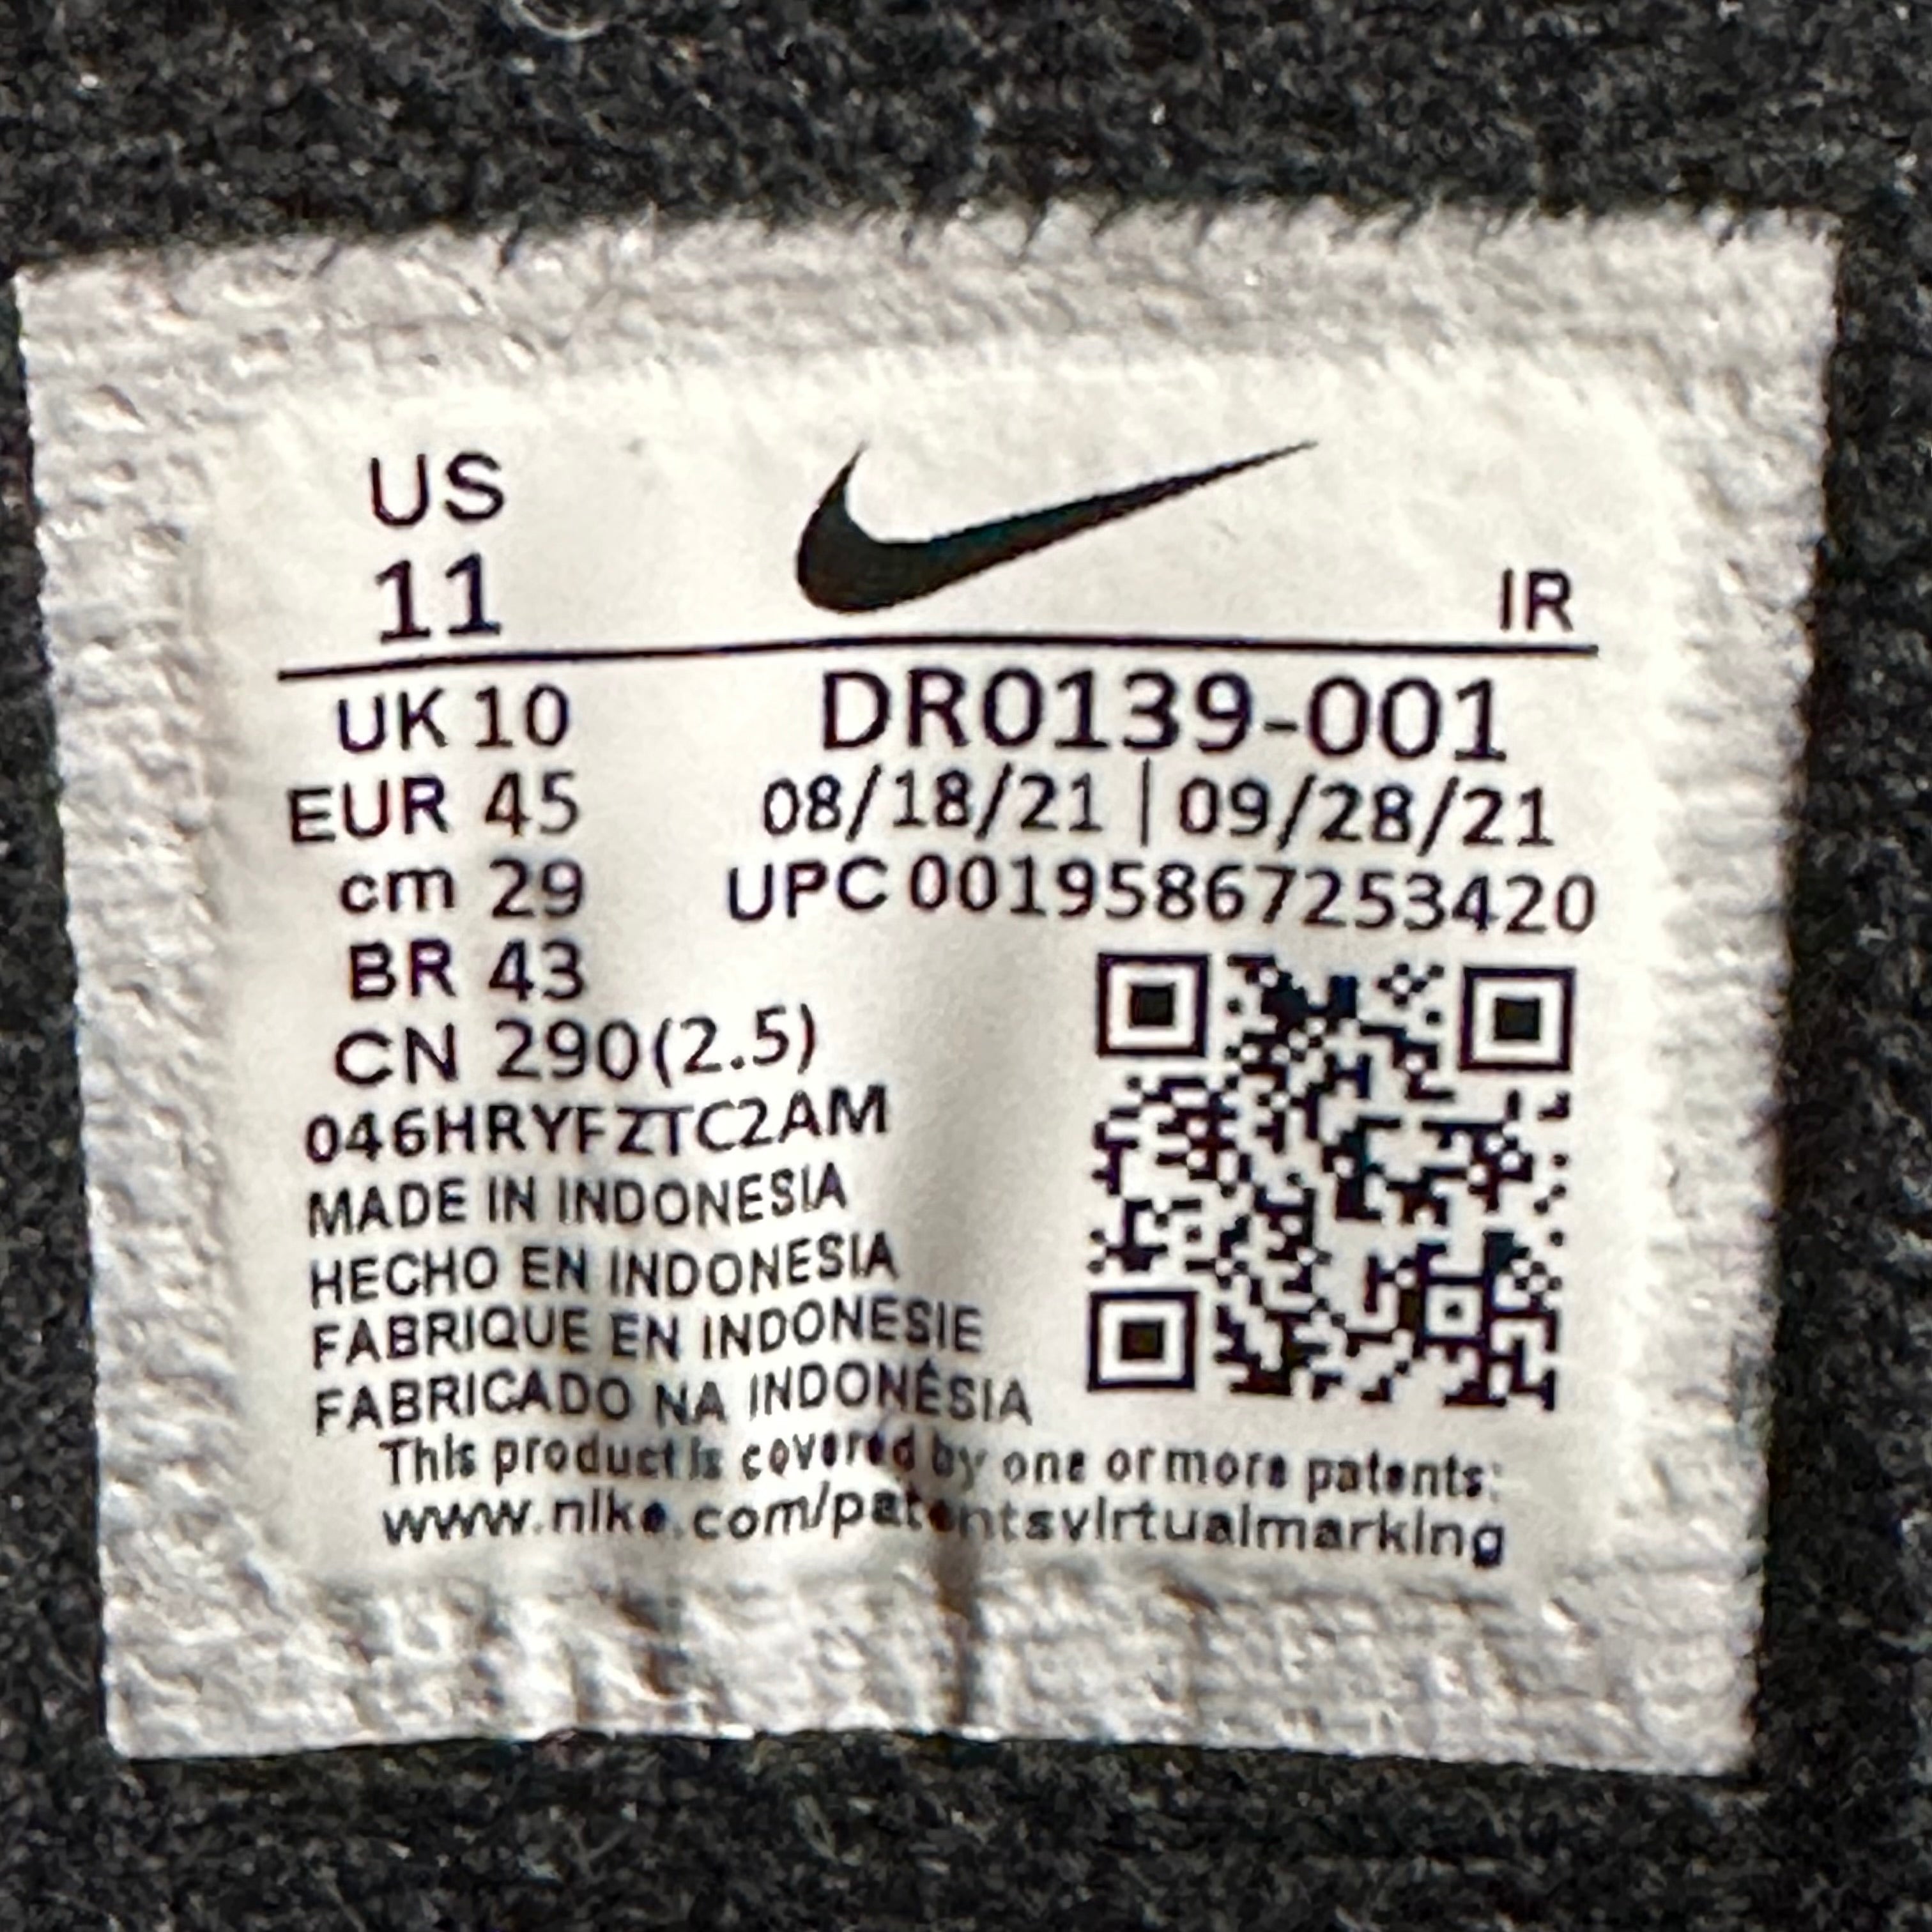 US
11
IR
UK 10
EUR 45
cm 29
BR 43
CN 290(2.5)
DR0139-001
08/18/21 | 09/28/21
UPC 00195867253420
046HRYFZTC2AM
MADE IN INDONESIA
HECHO EN INDONESIA
FABRIQUE EN INDONESIE
FABRICADO NA INDONÉSIA
This product is covered by one or more patents:
www.nike.com/patentsvirtualmarking